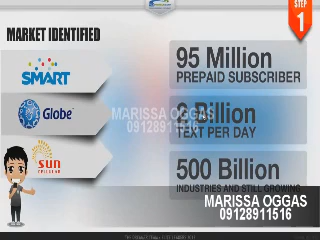 STEP
1
MARKET IDENTIFIED
SMART
Globe
SUN
CELLULAR
95 Million
PREPAID SUBSCRIBER
Billion
TEXT PER DAY
500 Billion
INDUSTRIES AND STILL GROWING
MARISSA OGGAS
09128911516
MARISSA OGGAS
09128911516